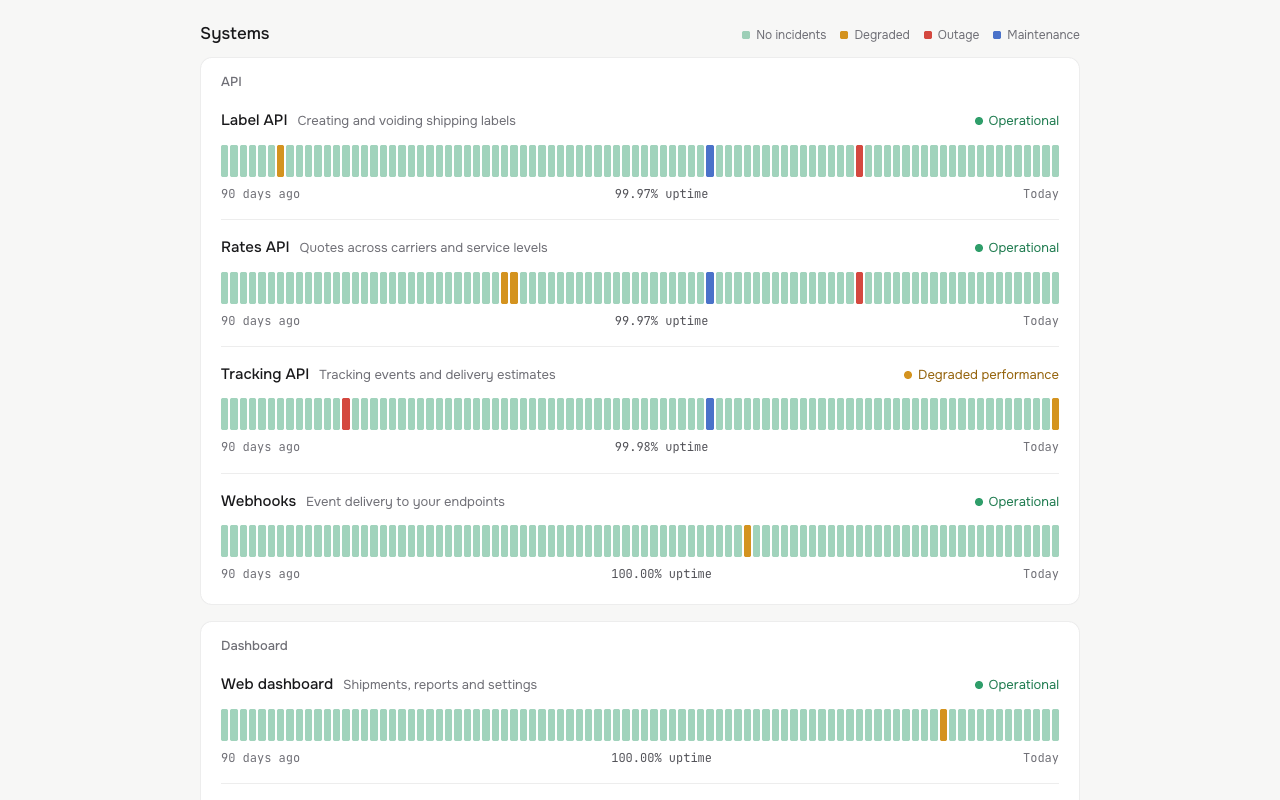 Systems
No incidents Degraded Outage Maintenance
API
Label API Creating and voiding shipping labels Operational
90 days ago 99.97% uptime Today
Rates API Quotes across carriers and service levels Operational
90 days ago 99.97% uptime Today
Tracking API Tracking events and delivery estimates Degraded performance
90 days ago 99.98% uptime Today
Webhooks Event delivery to your endpoints Operational
90 days ago 100.00% uptime Today
Dashboard
Web dashboard Shipments, reports and settings Operational
90 days ago 100.00% uptime Today